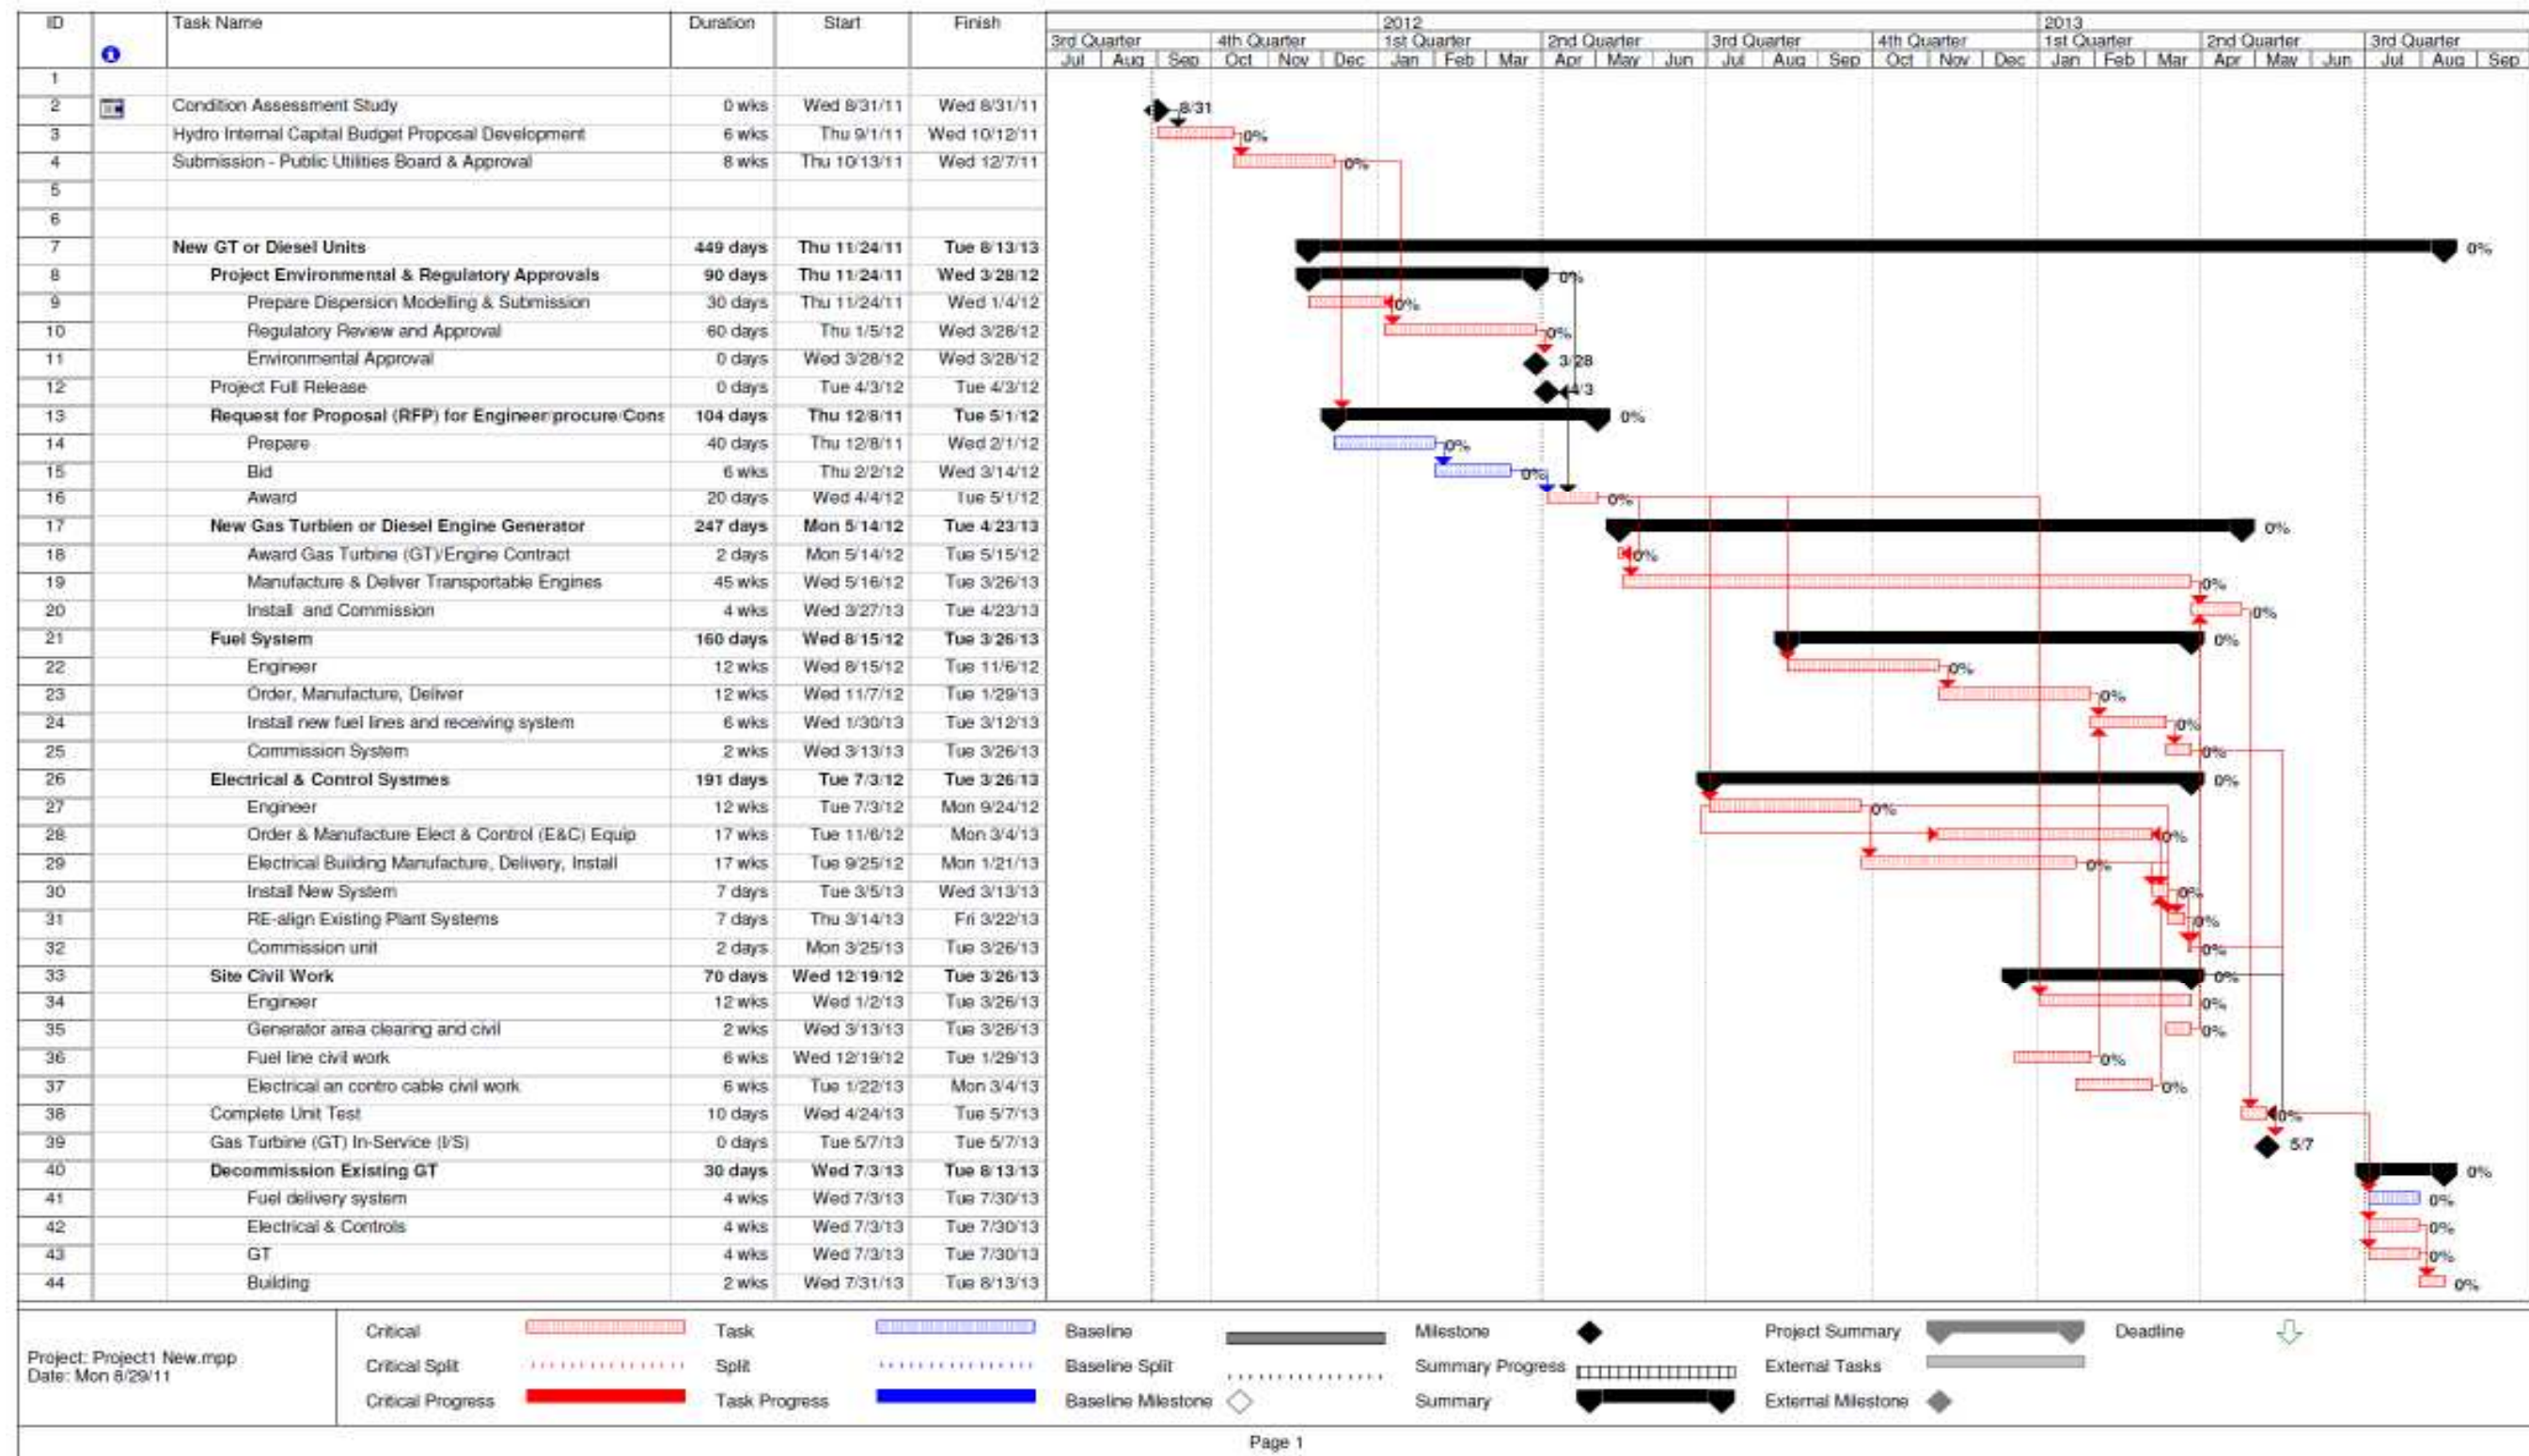 ID Task Name Duration Start Finish 2012 2013
3rd Quarter 4th Quarter 1st Quarter 2nd Quarter 3rd Quarter 4th Quarter 1st Quarter 2nd Quarter 3rd Quarter
Jul Aug Sep Oct Nov Dec Jan Feb Mar Apr May Jun Jul Aug Sep Oct Nov Dec Jan Feb Mar Apr May Jun Jul Aug Sep
1
2 Condition Assessment Study 0 wks Wed 8/31/11 Wed 8/31/11 8/31
3 Hydro Internal Capital Budget Proposal Development 6 wks Thu 9/1/11 Wed 10/12/11 0%
4 Submission - Public Utilities Board & Approval 8 wks Thu 10/13/11 Wed 12/7/11 0%
5
6
7 New GT or Diesel Units 449 days Thu 11/24/11 Tue 8/13/13 0%
8 Project Environmental & Regulatory Approvals 90 days Thu 11/24/11 Wed 3/28/12 0%
9 Prepare Dispersion Modelling & Submission 30 days Thu 11/24/11 Wed 1/4/12 0%
10 Regulatory Review and Approval 60 days Thu 1/5/12 Wed 3/28/12 0%
11 Environmental Approval 0 days Wed 3/28/12 Wed 3/28/12 3/28
12 Project Full Release 0 days Tue 4/3/12 Tue 4/3/12 4/3
13 Request for Proposal (RFP) for Engineer/procure/Cons 104 days Thu 12/8/11 Tue 5/1/12 0%
14 Prepare 40 days Thu 12/8/11 Wed 2/1/12 0%
15 Bid 6 wks Thu 2/2/12 Wed 3/14/12 0%
16 Award 20 days Wed 4/4/12 Tue 5/1/12 0%
17 New Gas Turbien or Diesel Engine Generator 247 days Mon 5/14/12 Tue 4/23/13 0%
18 Award Gas Turbine (GT)/Engine Contract 2 days Mon 5/14/12 Tue 5/15/12 0%
19 Manufacture & Deliver Transportable Engines 45 wks Wed 5/16/12 Tue 3/26/13 0%
20 Install and Commission 4 wks Wed 3/27/13 Tue 4/23/13 0%
21 Fuel System 160 days Wed 8/15/12 Tue 3/26/13 0%
22 Engineer 12 wks Wed 8/15/12 Tue 11/6/12 0%
23 Order, Manufacture, Deliver 12 wks Wed 11/7/12 Tue 1/29/13 0%
24 Install new fuel lines and receiving system 6 wks Wed 1/30/13 Tue 3/12/13 0%
25 Commission System 2 wks Wed 3/13/13 Tue 3/26/13 0%
26 Electrical & Control Systmes 191 days Tue 7/3/12 Tue 3/26/13 0%
27 Engineer 12 wks Tue 7/3/12 Mon 9/24/12 0%
28 Order & Manufacture Elect & Control (E&C) Equip 17 wks Tue 11/6/12 Mon 3/4/13 0%
29 Electrical Building Manufacture, Delivery, Install 17 wks Tue 9/25/12 Mon 1/21/13 0%
30 Install New System 7 days Tue 3/5/13 Wed 3/13/13 0%
31 RE-align Existing Plant Systems 7 days Thu 3/14/13 Fri 3/22/13 0%
32 Commission unit 2 days Mon 3/25/13 Tue 3/26/13 0%
33 Site Civil Work 70 days Wed 12/19/12 Tue 3/26/13 0%
34 Engineer 12 wks Wed 1/2/13 Tue 3/26/13 0%
35 Generator area clearing and civil 2 wks Wed 3/13/13 Tue 3/26/13 0%
36 Fuel line civil work 6 wks Wed 12/19/12 Tue 1/29/13 0%
37 Electrical an contro cable civil work 6 wks Tue 1/22/13 Mon 3/4/13 0%
38 Complete Unit Test 10 days Wed 4/24/13 Tue 5/7/13 0%
39 Gas Turbine (GT) In-Service (I/S) 0 days Tue 5/7/13 Tue 5/7/13 5/7
40 Decommission Existing GT 30 days Wed 7/3/13 Tue 8/13/13 0%
41 Fuel delivery system 4 wks Wed 7/3/13 Tue 7/30/13 0%
42 Electrical & Controls 4 wks Wed 7/3/13 Tue 7/30/13 0%
43 GT 4 wks Wed 7/3/13 Tue 7/30/13 0%
44 Building 2 wks Wed 7/31/13 Tue 8/13/13 0%
Project: Project1 New.mpp
Date: Mon 8/29/11
Critical Task Baseline Milestone Project Summary Deadline
Critical Split Split Baseline Split Summary Progress External Tasks
Critical Progress Task Progress Baseline Milestone Summary External Milestone
Page 1